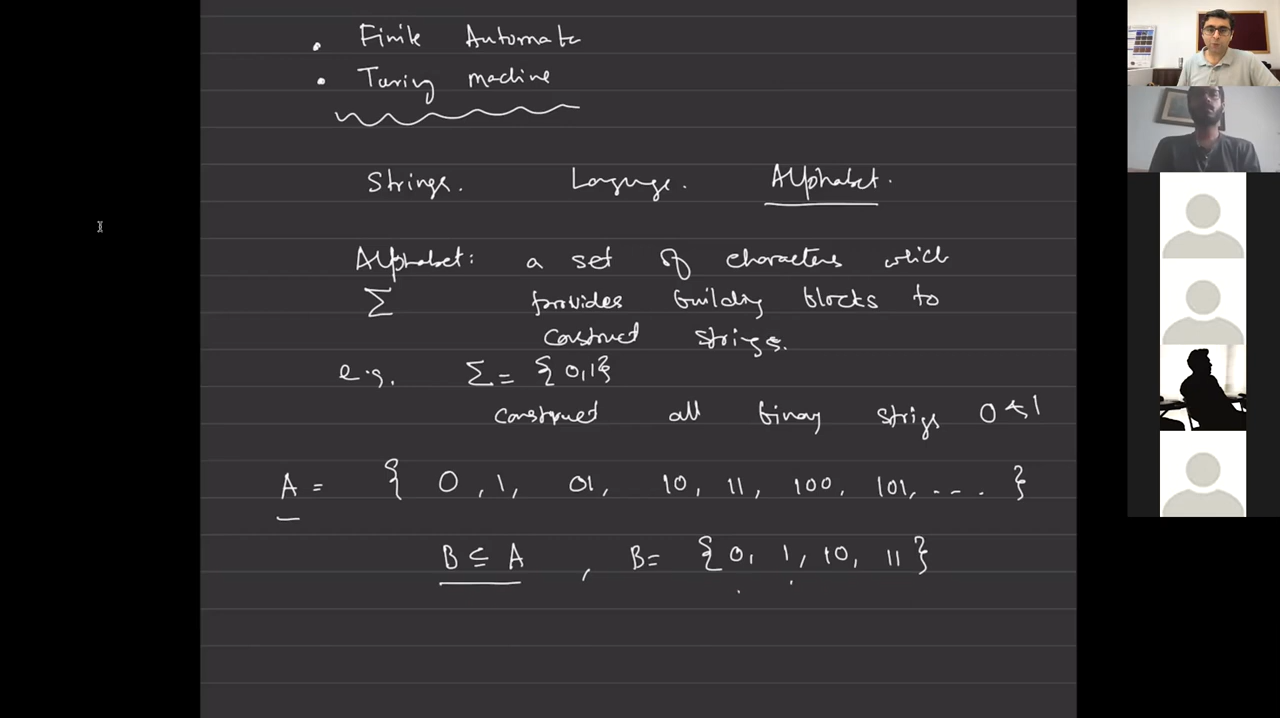 • Finite Automata
• Turing machine
Strings. Language. Alphabet.
Alphabet: a set of characters which
Σ provides building blocks to
construct strings.
e.g. Σ = {0,1}
construct all binary strings 0 & 1
A = { 0, 1, 01, 10, 11, 100, 101, .... }
B ⊆ A , B = {0, 1, 10, 11}